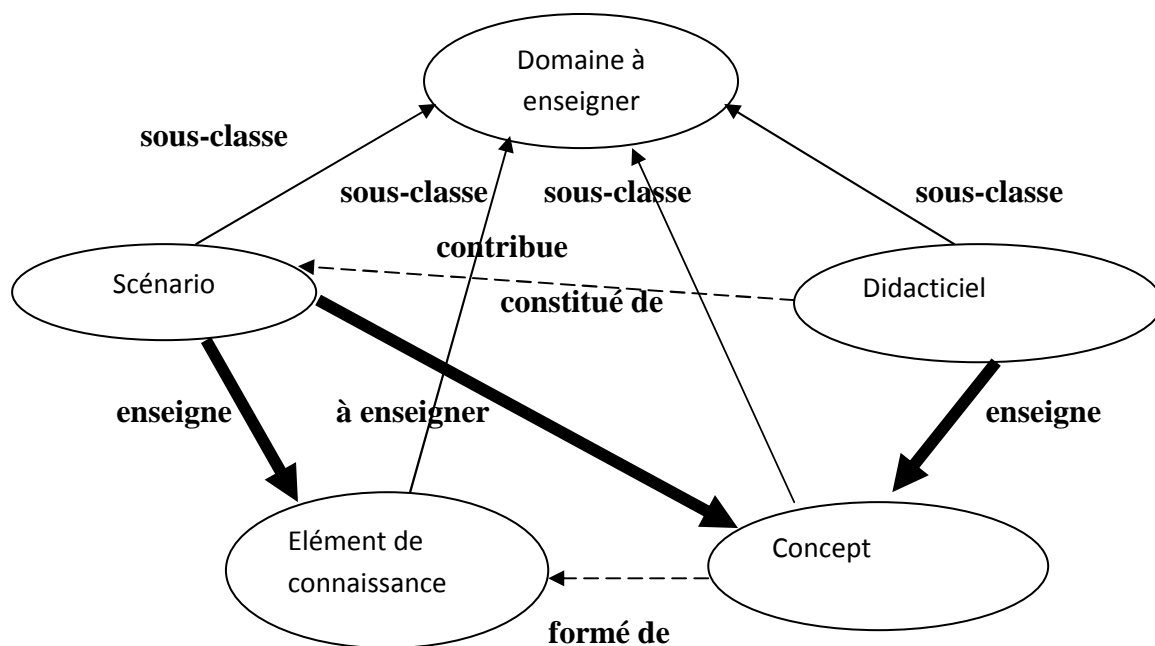 Domaine à
enseigner
sous-classe
sous-classe
sous-classe
sous-classe
contribue
Scénario
Didacticiel
constitué de
enseigne
à enseigner
enseigne
Elément de
connaissance
Concept
formé de